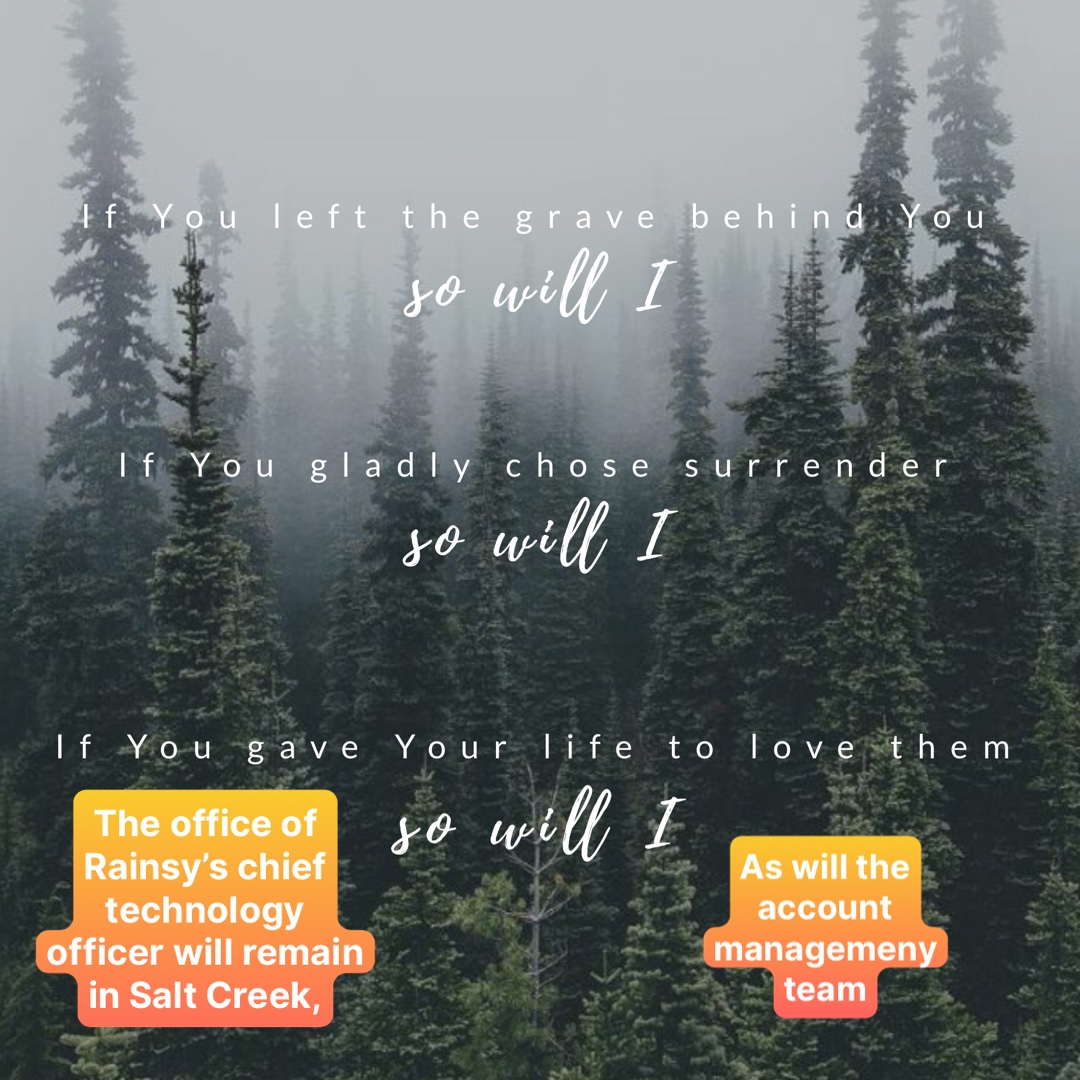 If You left the grave behind You
so will I
If You gladly chose surrender
so will I
If You gave Your life to love them
so will I
The office of
Rainsy’s chief
technology
officer will remain
in Salt Creek,
As will the
account
managemeny
team